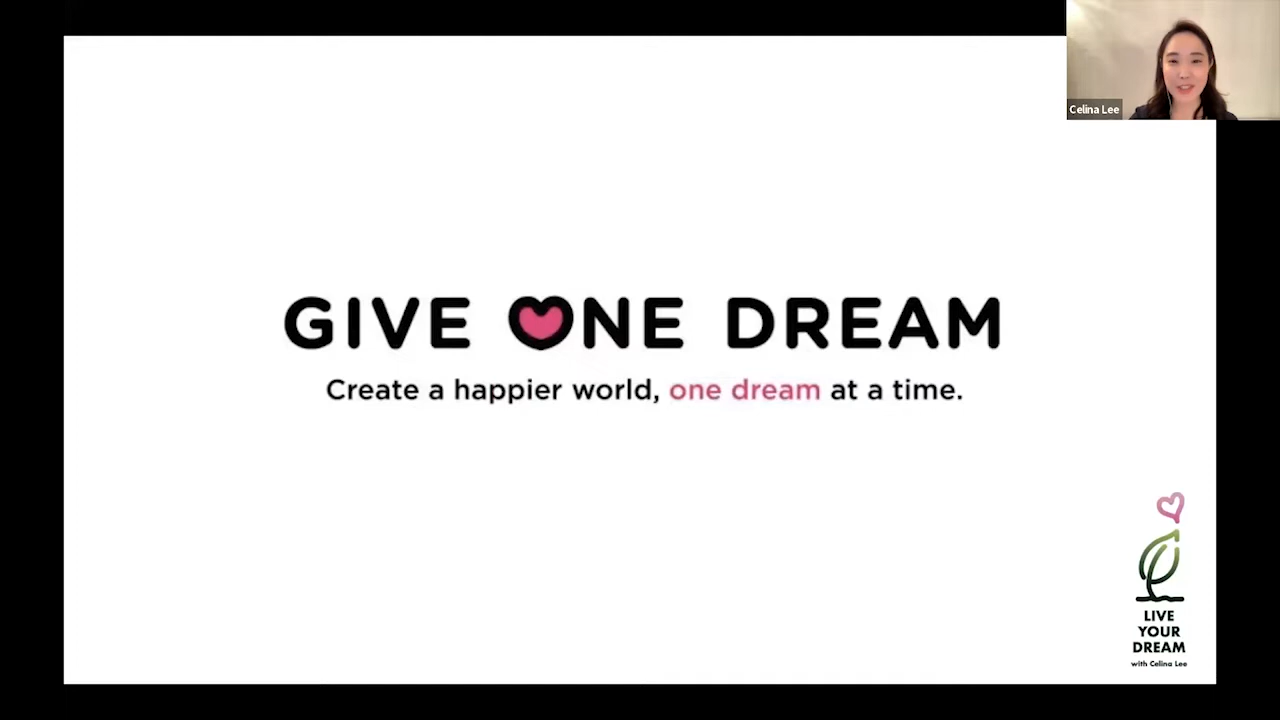 Celina Lee
GIVE ONE DREAM
Create a happier world, one dream at a time.
LIVE
YOUR
DREAM
with Celina Lee